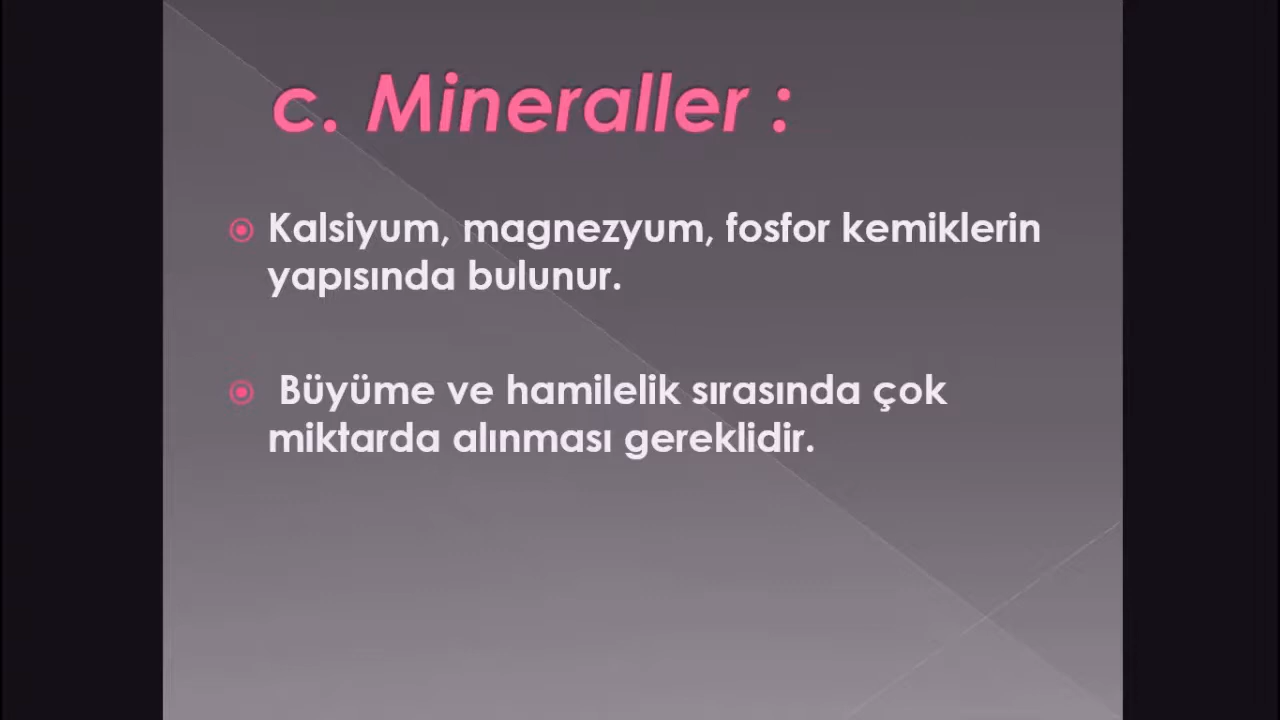 c. Mineraller :
Kalsiyum, magnezyum, fosfor kemiklerin
yapısında bulunur.
Büyüme ve hamilelik sırasında çok
miktarda alınması gereklidir.